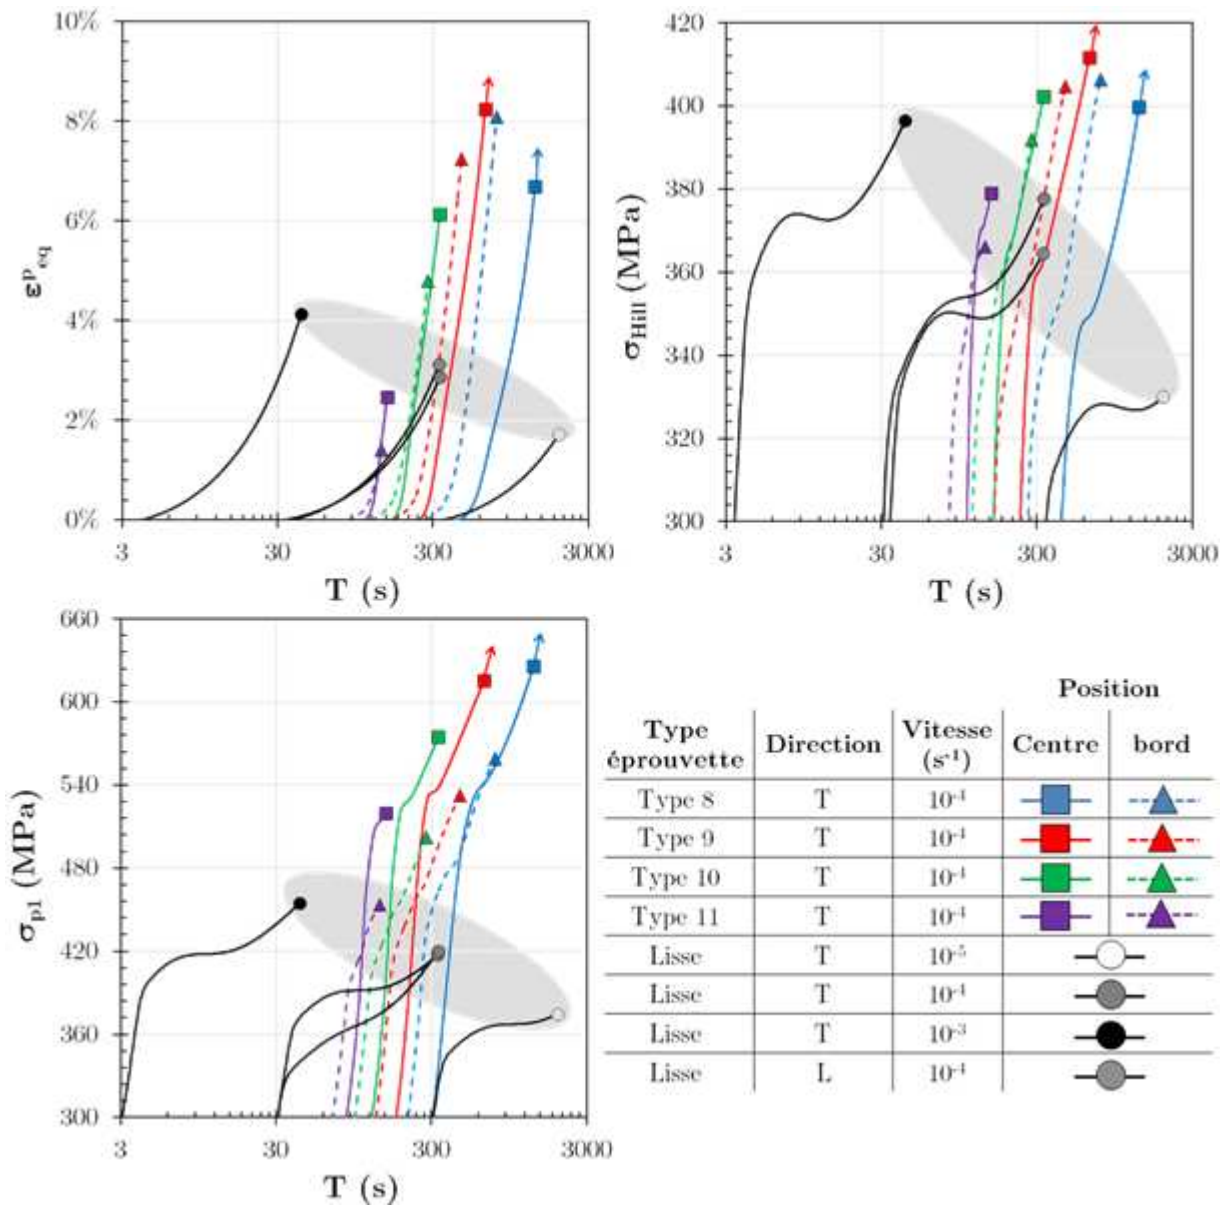 10%
8%
6%
4%
2%
0%
εᵖeq
3
30
300
3000
T (s)
420
400
380
360
340
320
300
σHill (MPa)
3
30
300
3000
T (s)
660
600
540
480
420
360
300
σp1 (MPa)
3
30
300
3000
T (s)
Position
Type éprouvette Direction Vitesse (s⁻¹) Centre bord
Type 8 T 10⁻⁴
Type 9 T 10⁻⁴
Type 10 T 10⁻⁴
Type 11 T 10⁻⁴
Lisse T 10⁻⁵
Lisse T 10⁻⁴
Lisse T 10⁻³
Lisse L 10⁻⁴